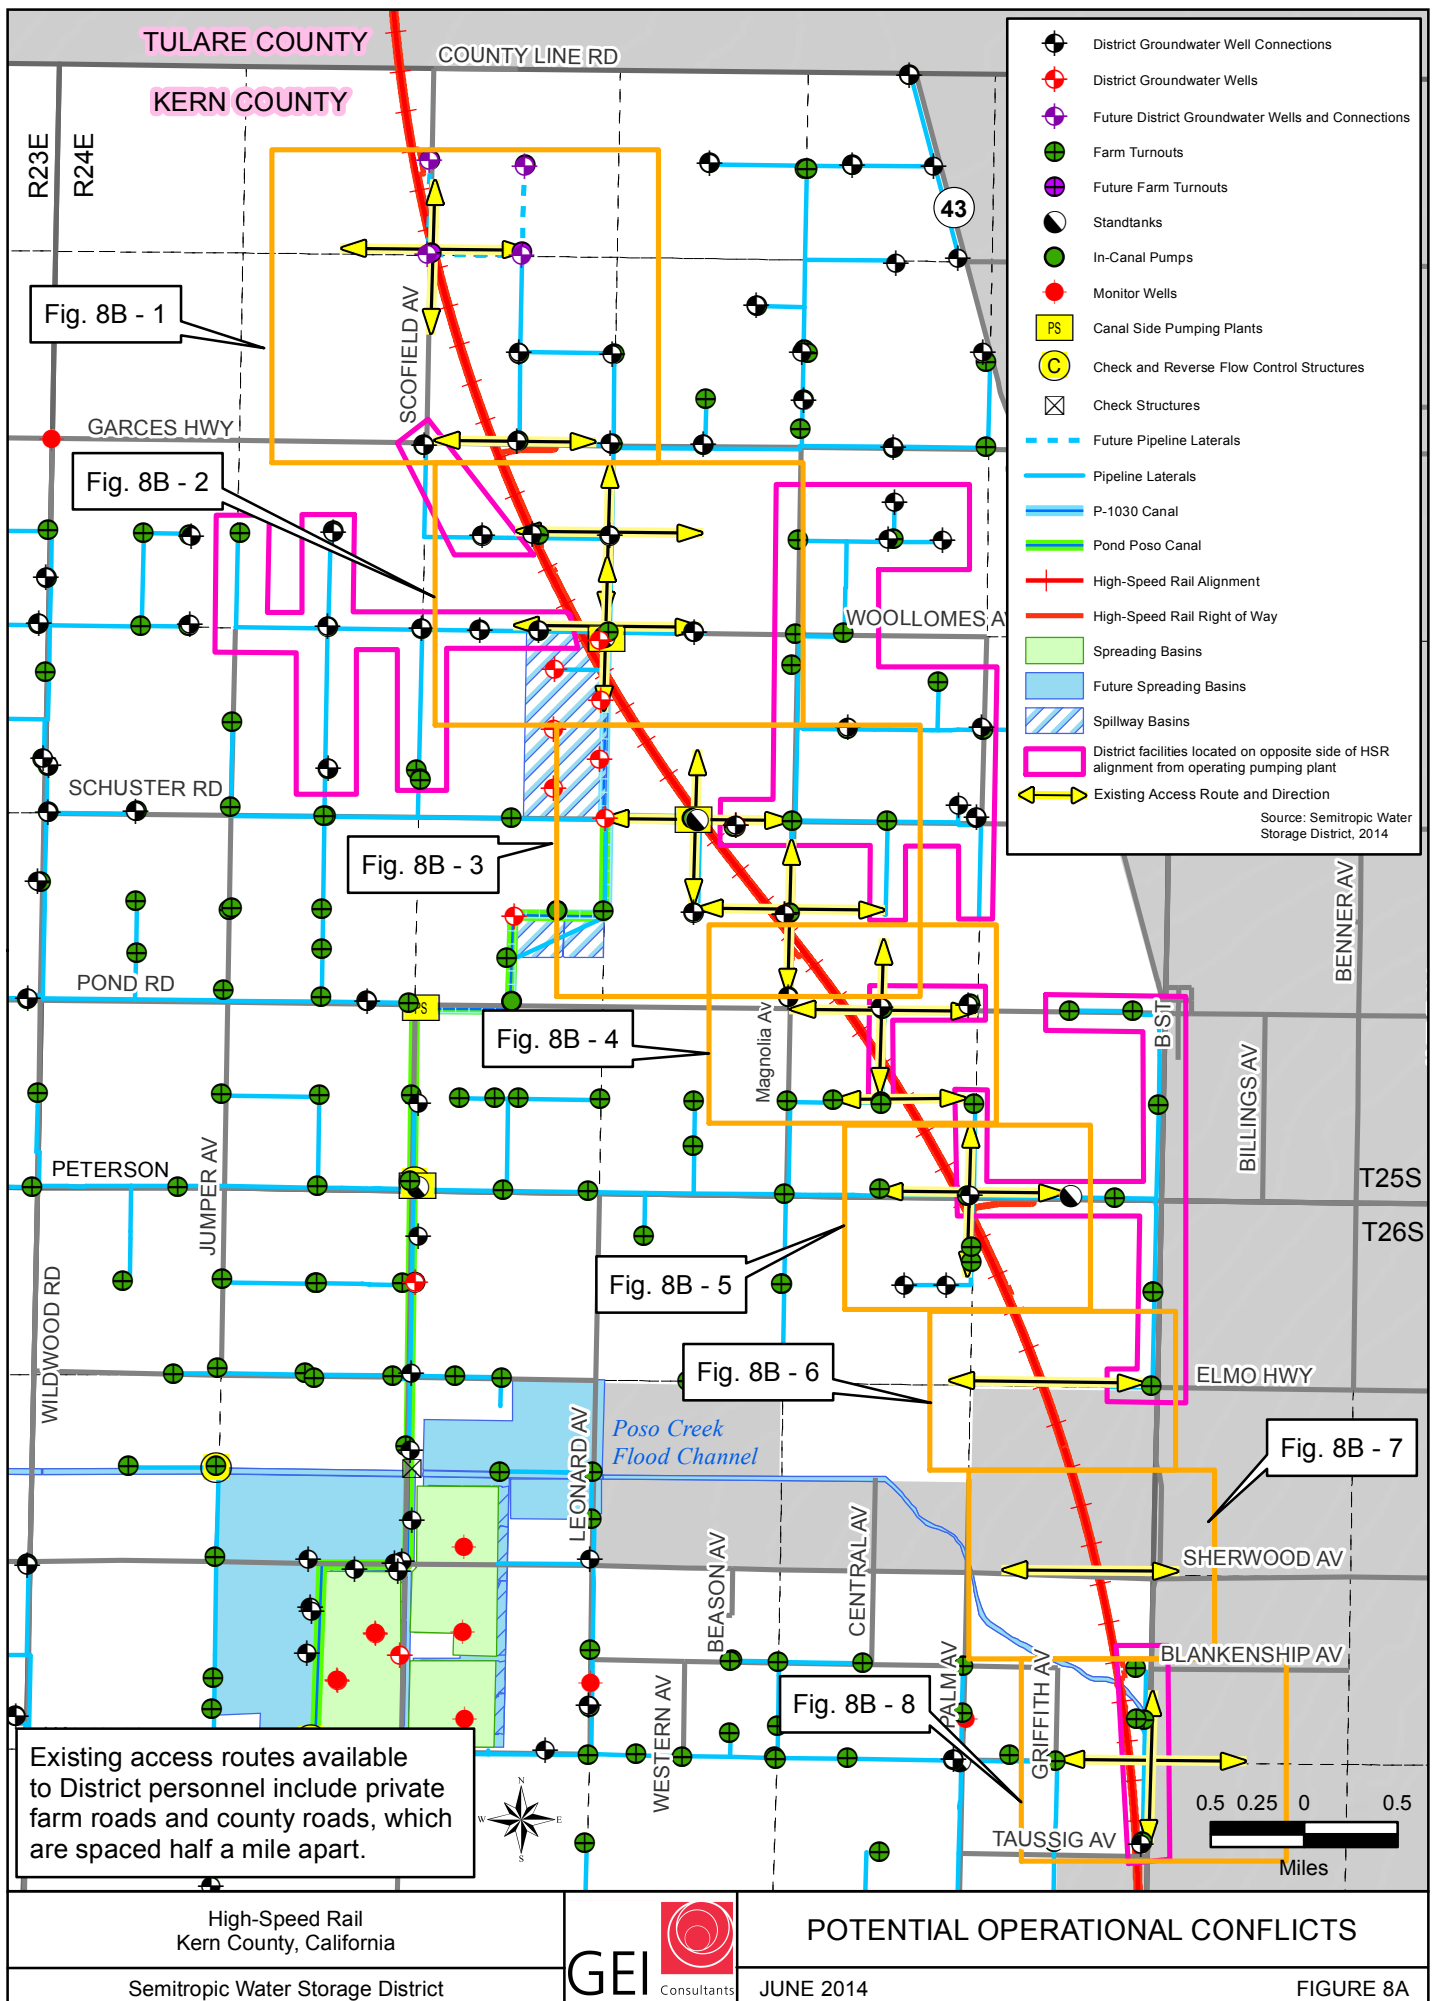 TULARE COUNTY
COUNTY LINE RD
KERN COUNTY
R23E
R24E
43
SCOFIELD AV
Fig. 8B - 1
GARCES HWY
Fig. 8B - 2
WOOLLOMES AV
SCHUSTER RD
Fig. 8B - 3
POND RD
PS
Fig. 8B - 4
Magnolia Av
B ST
BENNER AV
BILLINGS AV
PETERSON
JUMPER AV
T25S
T26S
WILDWOOD RD
Fig. 8B - 5
Fig. 8B - 6
ELMO HWY
Poso Creek
Flood Channel
LEONARD AV
Fig. 8B - 7
BEASON AV
CENTRAL AV
SHERWOOD AV
BLANKENSHIP AV
WESTERN AV
PALM AV
GRIFFITH AV
Fig. 8B - 8
TAUSSIG AV
District Groundwater Well Connections
District Groundwater Wells
Future District Groundwater Wells and Connections
Farm Turnouts
Future Farm Turnouts
Standtanks
In-Canal Pumps
Monitor Wells
PS Canal Side Pumping Plants
C Check and Reverse Flow Control Structures
Check Structures
Future Pipeline Laterals
Pipeline Laterals
P-1030 Canal
Pond Poso Canal
High-Speed Rail Alignment
High-Speed Rail Right of Way
Spreading Basins
Future Spreading Basins
Spillway Basins
District facilities located on opposite side of HSR
alignment from operating pumping plant
Existing Access Route and Direction
Source: Semitropic Water
Storage District, 2014
Existing access routes available
to District personnel include private
farm roads and county roads, which
are spaced half a mile apart.
N
W E
S
0.5 0.25 0 0.5
Miles
High-Speed Rail
Kern County, California
Semitropic Water Storage District
GEI Consultants
POTENTIAL OPERATIONAL CONFLICTS
JUNE 2014
FIGURE 8A